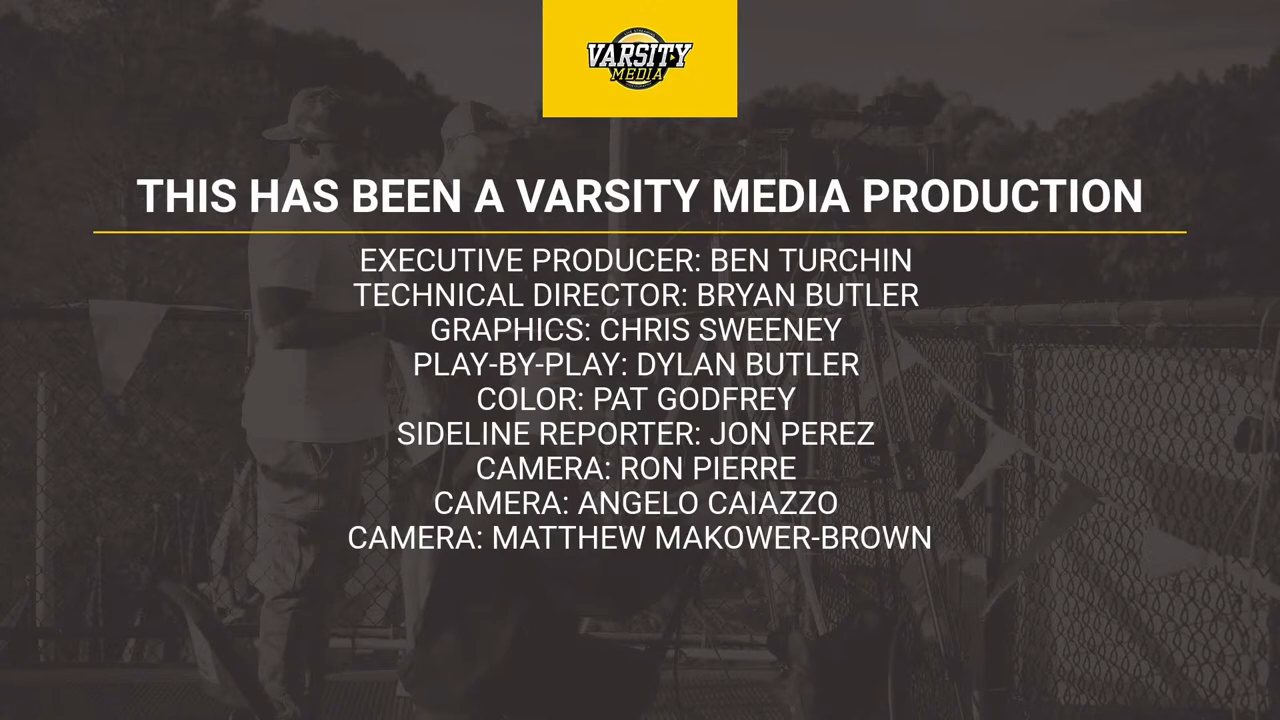 VARSITY
MEDIA
THIS HAS BEEN A VARSITY MEDIA PRODUCTION
EXECUTIVE PRODUCER: BEN TURCHIN
TECHNICAL DIRECTOR: BRYAN BUTLER
GRAPHICS: CHRIS SWEENEY
PLAY-BY-PLAY: DYLAN BUTLER
COLOR: PAT GODFREY
SIDELINE REPORTER: JON PEREZ
CAMERA: RON PIERRE
CAMERA: ANGELO CAIAZZO
CAMERA: MATTHEW MAKOWER-BROWN